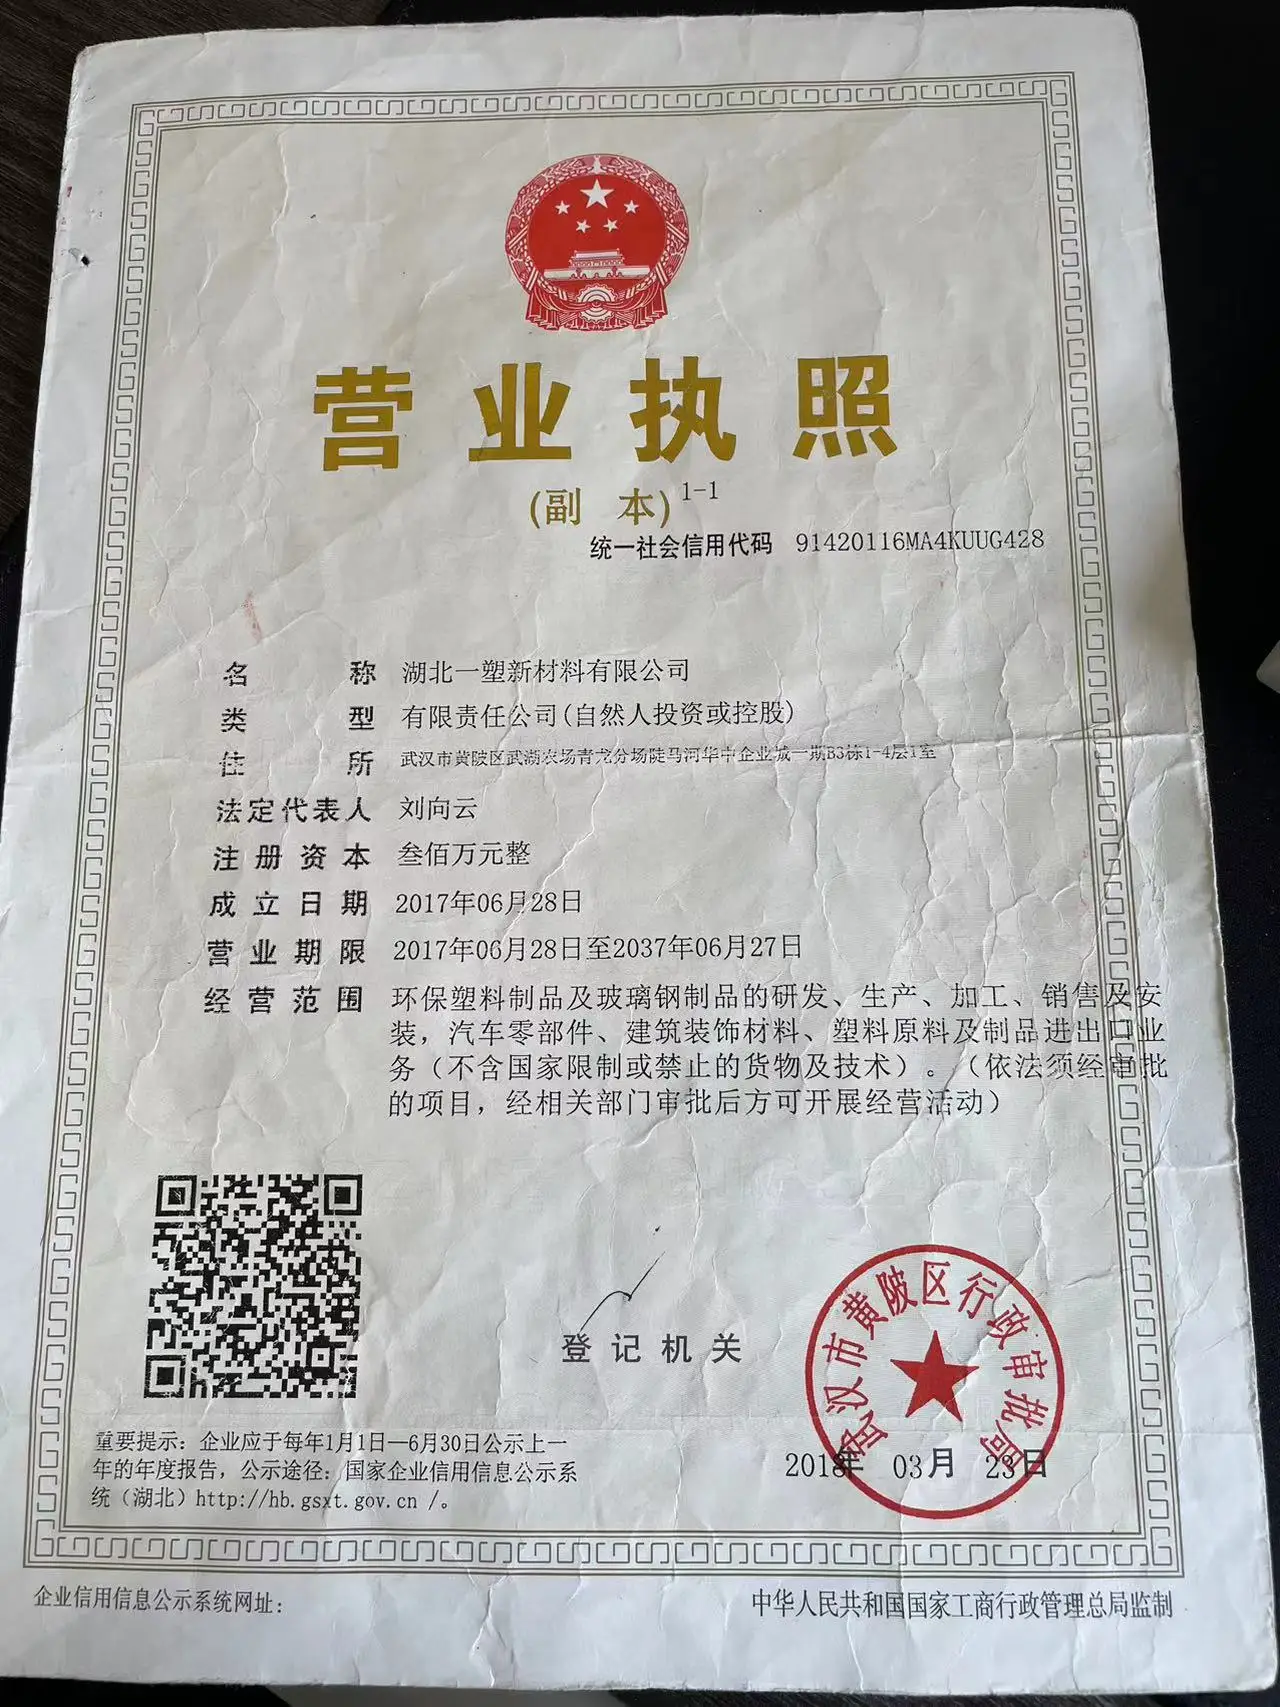 营业执照
(副 本) 1-1
统一社会信用代码 91420116MA4KUUG428
名称 湖北一塑新材料有限公司
类型 有限责任公司(自然人投资或控股)
住所 武汉市黄陂区武湖农场青龙分场陡马河华中企业城一期B3栋1-4层1室
法定代表人 刘向云
注册资本 叁佰万元整
成立日期 2017年06月28日
营业期限 2017年06月28日至2037年06月27日
经营范围 环保塑料制品及玻璃钢制品的研发、生产、加工、销售及安
装，汽车零部件、建筑装饰材料、塑料原料及制品进出口业
务（不含国家限制或禁止的货物及技术）。（依法须经审批
的项目，经相关部门审批后方可开展经营活动）
登记机关
武汉市黄陂区行政审批局
2018年 03月 23日
重要提示：企业应于每年1月1日—6月30日公示上一
年的年度报告，公示途径：国家企业信用信息公示系
统（湖北）http://hb.gsxt.gov.cn /。
企业信用信息公示系统网址：
中华人民共和国国家工商行政管理总局监制